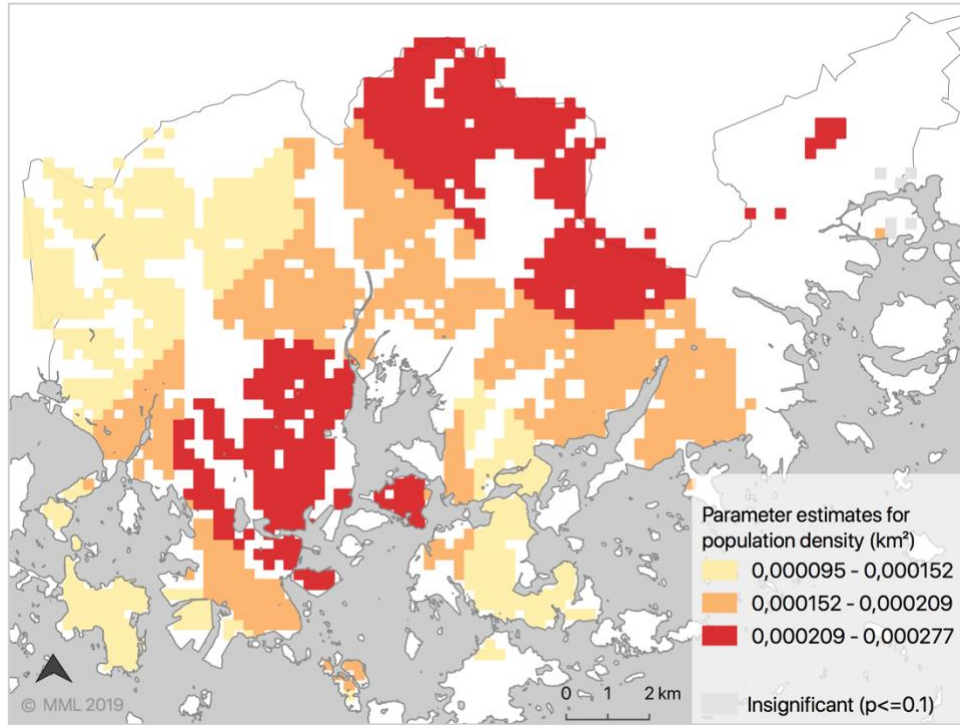 Parameter estimates for
population density (km²)
0,000095 - 0,000152
0,000152 - 0,000209
0,000209 - 0,000277
Insignificant (p<=0.1)
0 1 2 km
© MML 2019